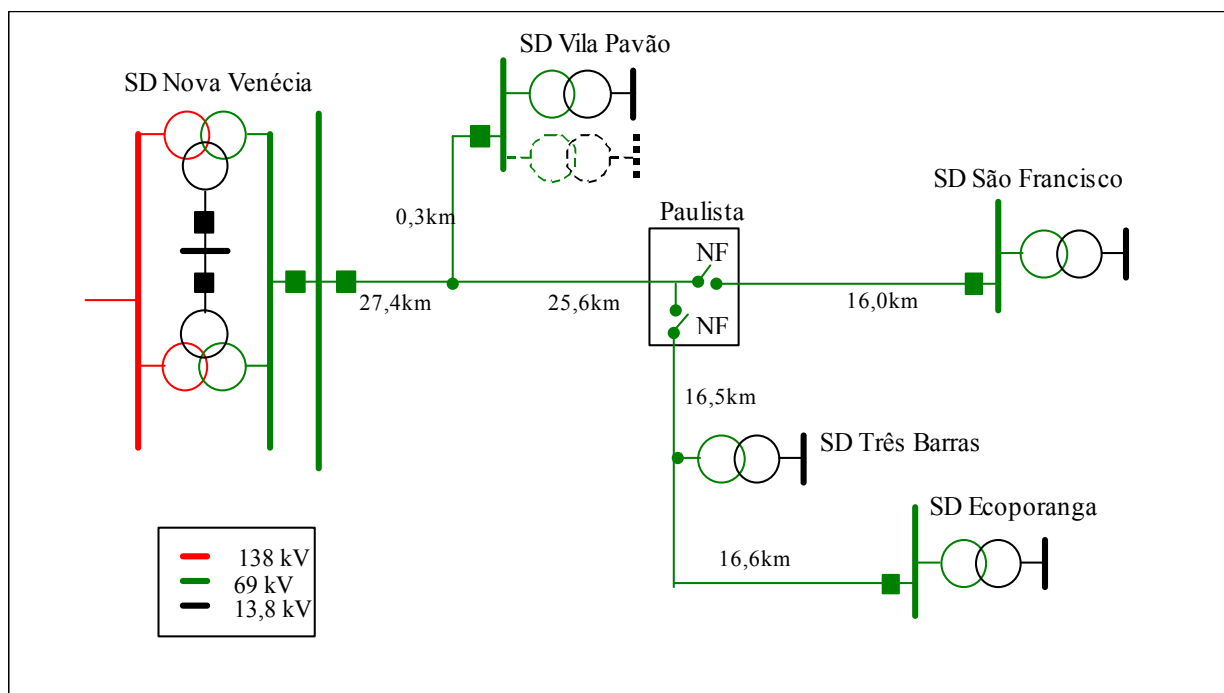 SD Vila Pavão
SD Nova Venécia
SD São Francisco
Paulista
0,3km
NF
27,4km
25,6km
16,0km
NF
16,5km
SD Três Barras
SD Ecoporanga
16,6km
138 kV
69 kV
13,8 kV